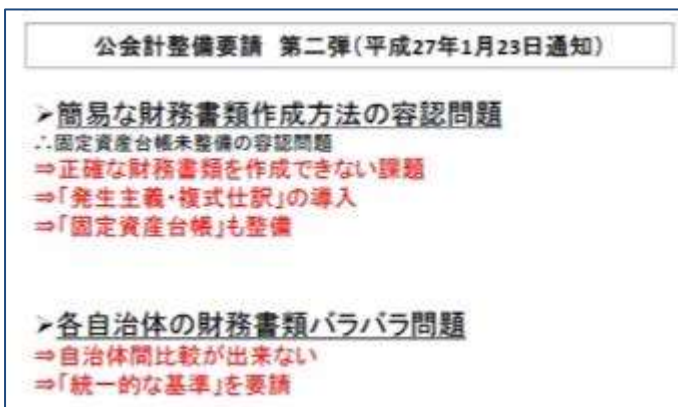 公会計整備要請 第二弾(平成27年1月23日通知)
➢簡易な財務書類作成方法の容認問題
∴固定資産台帳未整備の容認問題
⇒正確な財務書類を作成できない課題
⇒「発生主義・複式仕訳」の導入
⇒「固定資産台帳」も整備
➢各自治体の財務書類バラバラ問題
⇒自治体間比較が出来ない
⇒「統一的な基準」を要請